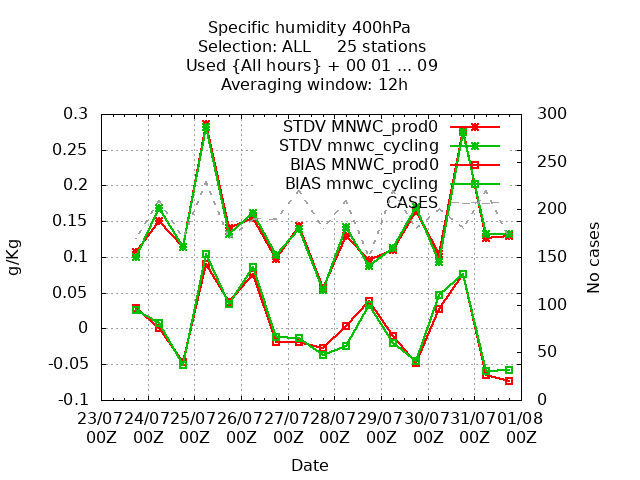 Specific humidity 400hPa
Selection: ALL 25 stations
Used {All hours} + 00 01 ... 09
Averaging window: 12h
0.3 300
STDV MNWC_prod0
0.25 250
STDV mnwc_cycling
BIAS MNWC_prod0
0.2 200
BIAS mnwc_cycling
CASES
0.15 150
0.1
0.05 100
0
-0.05 50
-0.1 0
g/Kg
No cases
23/07 24/07 25/07 26/07 27/07 28/07 29/07 30/07 31/07 01/08
00Z 00Z 00Z 00Z 00Z 00Z 00Z 00Z 00Z 00Z
Date